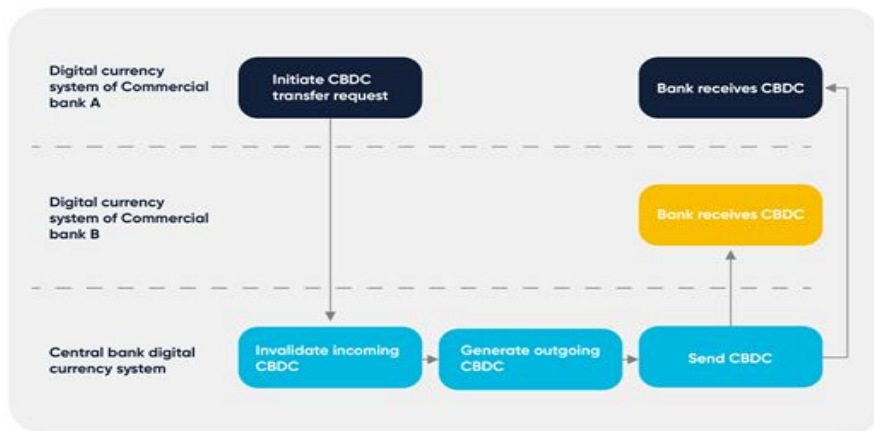 Digital currency
system of Commercial
bank A
Initiate CBDC
transfer request
Bank receives CBDC
Digital currency
system of Commercial
bank B
Bank receives CBDC
Central bank digital
currency system
Invalidate incoming
CBDC
Generate outgoing
CBDC
Send CBDC